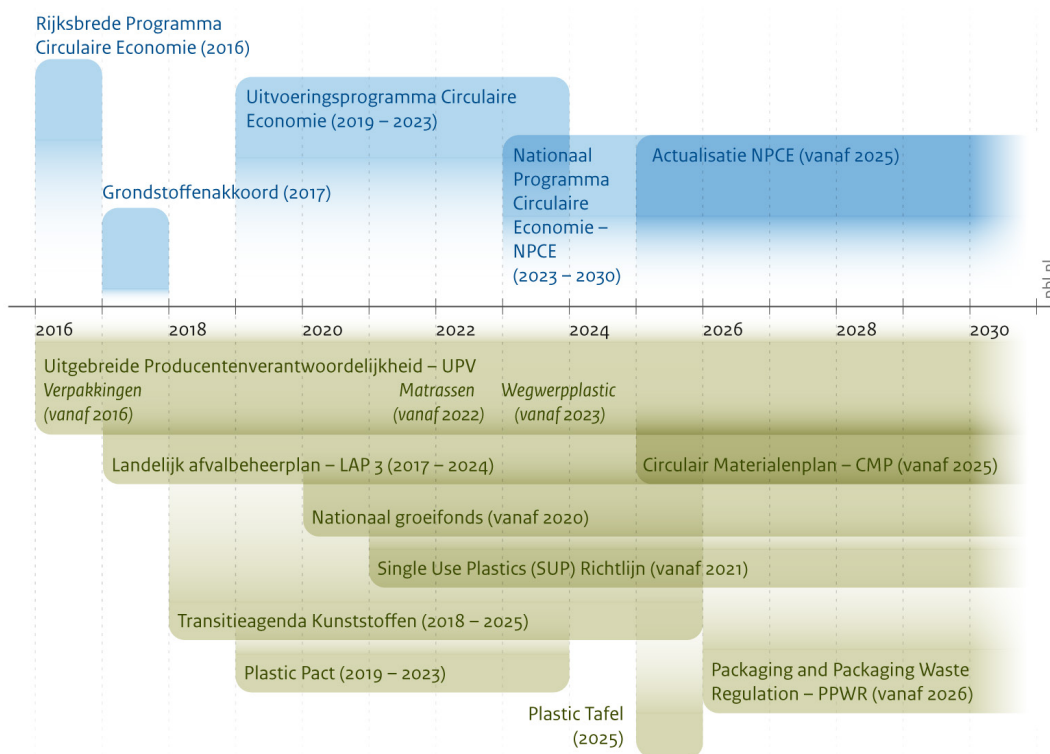 Rijksbrede Programma
Circulaire Economie (2016)
Uitvoeringsprogramma Circulaire
Economie (2019 – 2023)
Grondstoffenakkoord (2017)
Nationaal
Programma
Circulaire
Economie –
NPCE
(2023 – 2030)
Actualisatie NPCE (vanaf 2025)
pbl.nl
2016
2018
2020
2022
2024
2026
2028
2030
Uitgebreide Producentenverantwoordelijkheid – UPV
Verpakkingen
(vanaf 2016)
Matrassen
(vanaf 2022)
Wegwerpplastic
(vanaf 2023)
Landelijk afvalbeheerplan – LAP 3 (2017 – 2024)
Circulair Materialenplan – CMP (vanaf 2025)
Nationaal groeifonds (vanaf 2020)
Single Use Plastics (SUP) Richtlijn (vanaf 2021)
Transitieagenda Kunststoffen (2018 – 2025)
Plastic Pact (2019 – 2023)
Packaging and Packaging Waste
Regulation – PPWR (vanaf 2026)
Plastic Tafel
(2025)